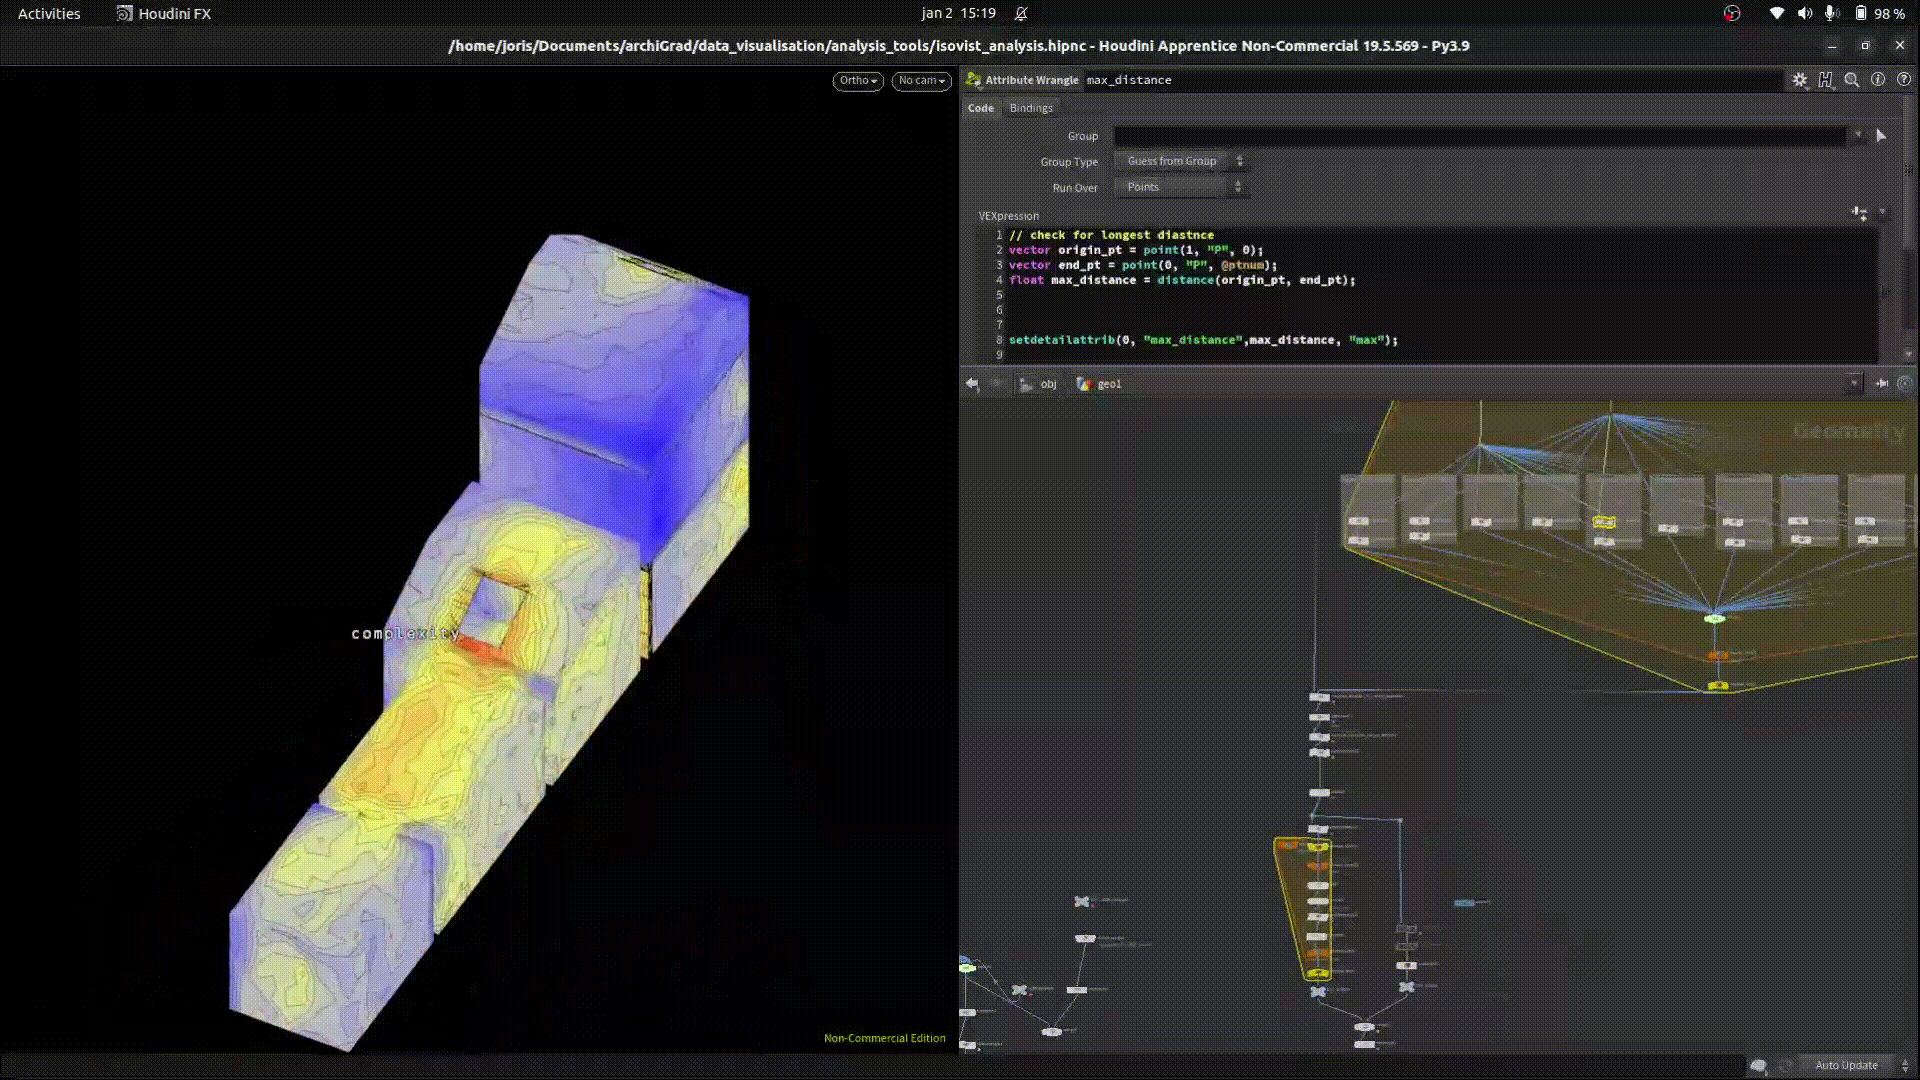 Activities
Houdini FX
jan 2 15:19
98 %
/home/joris/Documents/archiGrad/data_visualisation/analysis_tools/isovist_analysis.hipnc - Houdini Apprentice Non-Commercial 19.5.569 - Py3.9
Ortho
No cam
Attribute Wrangle max_distance
Code Bindings
Group
Group Type Guess from Group
Run Over Points
VEXpression
1 // check for longest diastnce
2 vector origin_pt = point(1, "P", 0);
3 vector end_pt = point(0, "P", @ptnum);
4 float max_distance = distance(origin_pt, end_pt);
5
6
7
8 setdetailattrib(0, "max_distance",max_distance, "max");
9
obj geo1
Geometry
complexity
Non-Commercial Edition
Auto Update